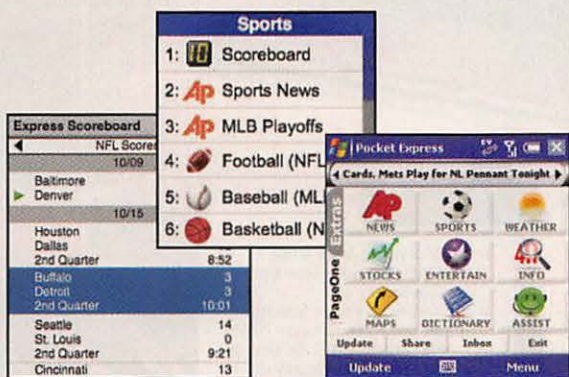 Sports
1: 10 Scoreboard
2: AP Sports News
3: AP MLB Playoffs
4: Football (NFL
5: Baseball (ML
6: Basketball (N
Express Scoreboard
NFL Score
10/09
Baltimore
Denver
10/15
Houston
Dallas
2nd Quarter 8:52
Buffalo 3
Detroit 3
2nd Quarter 10:01
Seattle 14
St. Louis 0
2nd Quarter 9:21
Cincinnati 13
Pocket Express
Cards, Mets Play for NL Pennant Tonight
Extras
PageOne
AP
NEWS SPORTS WEATHER
411
STOCKS ENTERTAIN INFO
MAPS DICTIONARY ASSIST
Update Share Inbox Exit
Update Menu